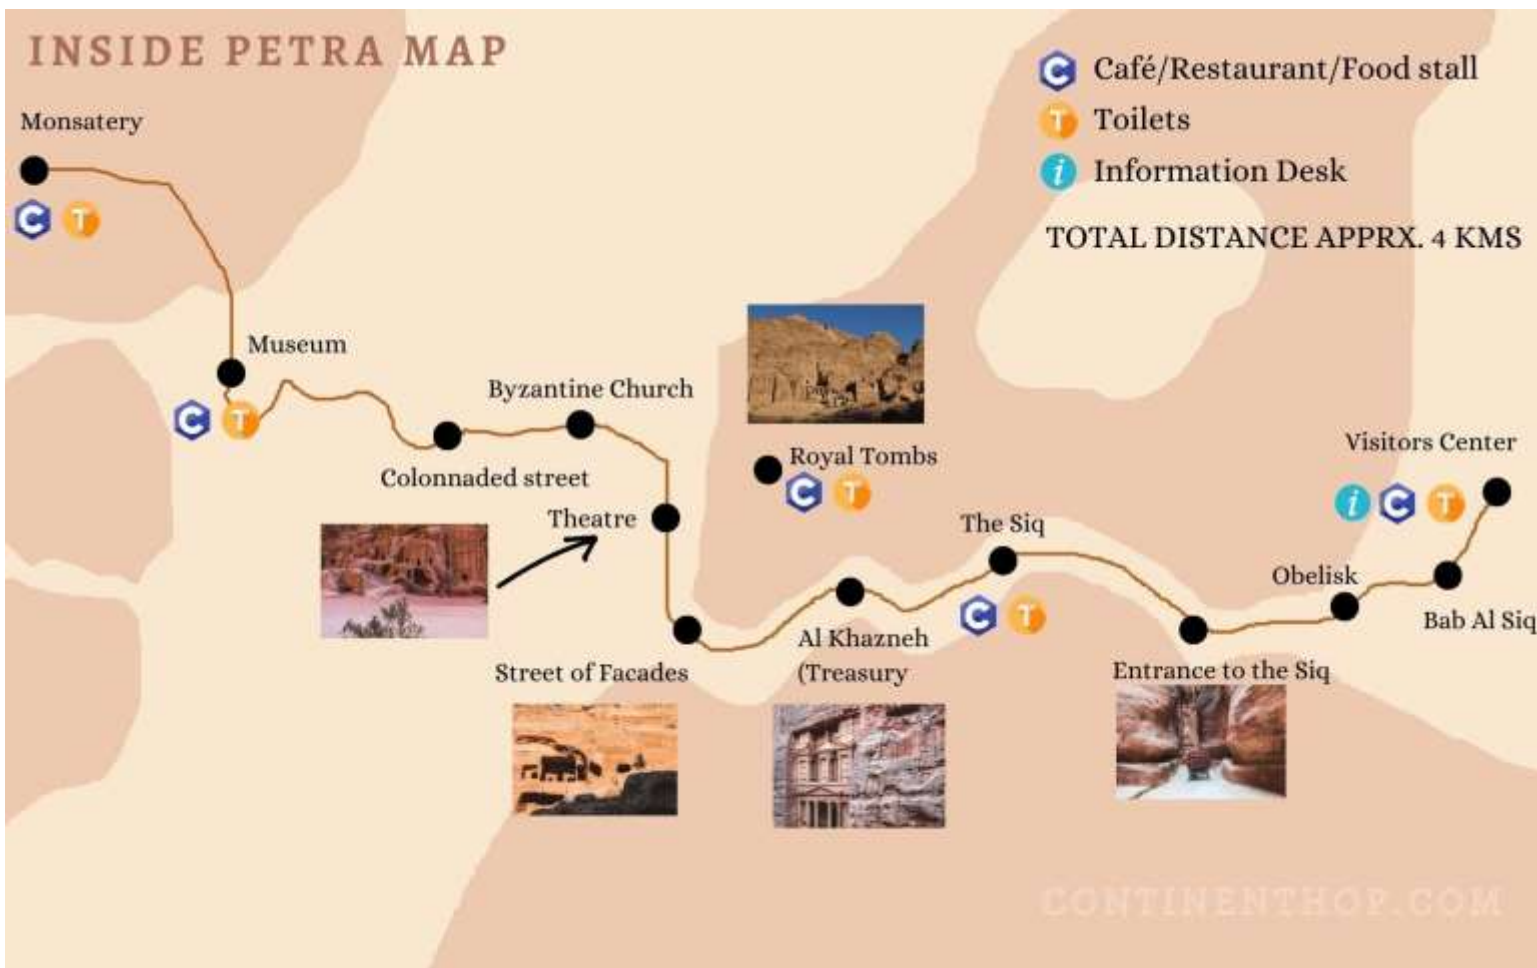 INSIDE PETRA MAP
Café/Restaurant/Food stall
Toilets
Information Desk
TOTAL DISTANCE APPRX. 4 KMS
Monsatery
Museum
Byzantine Church
Colonnaded street
Theatre
Royal Tombs
Visitors Center
The Siq
Obelisk
Bab Al Siq
Al Khazneh
(Treasury
Street of Facades
Entrance to the Siq
C
T
i
C
T
C
T
C
T
i
C
T
C
T
CONTINENTHOP.COM